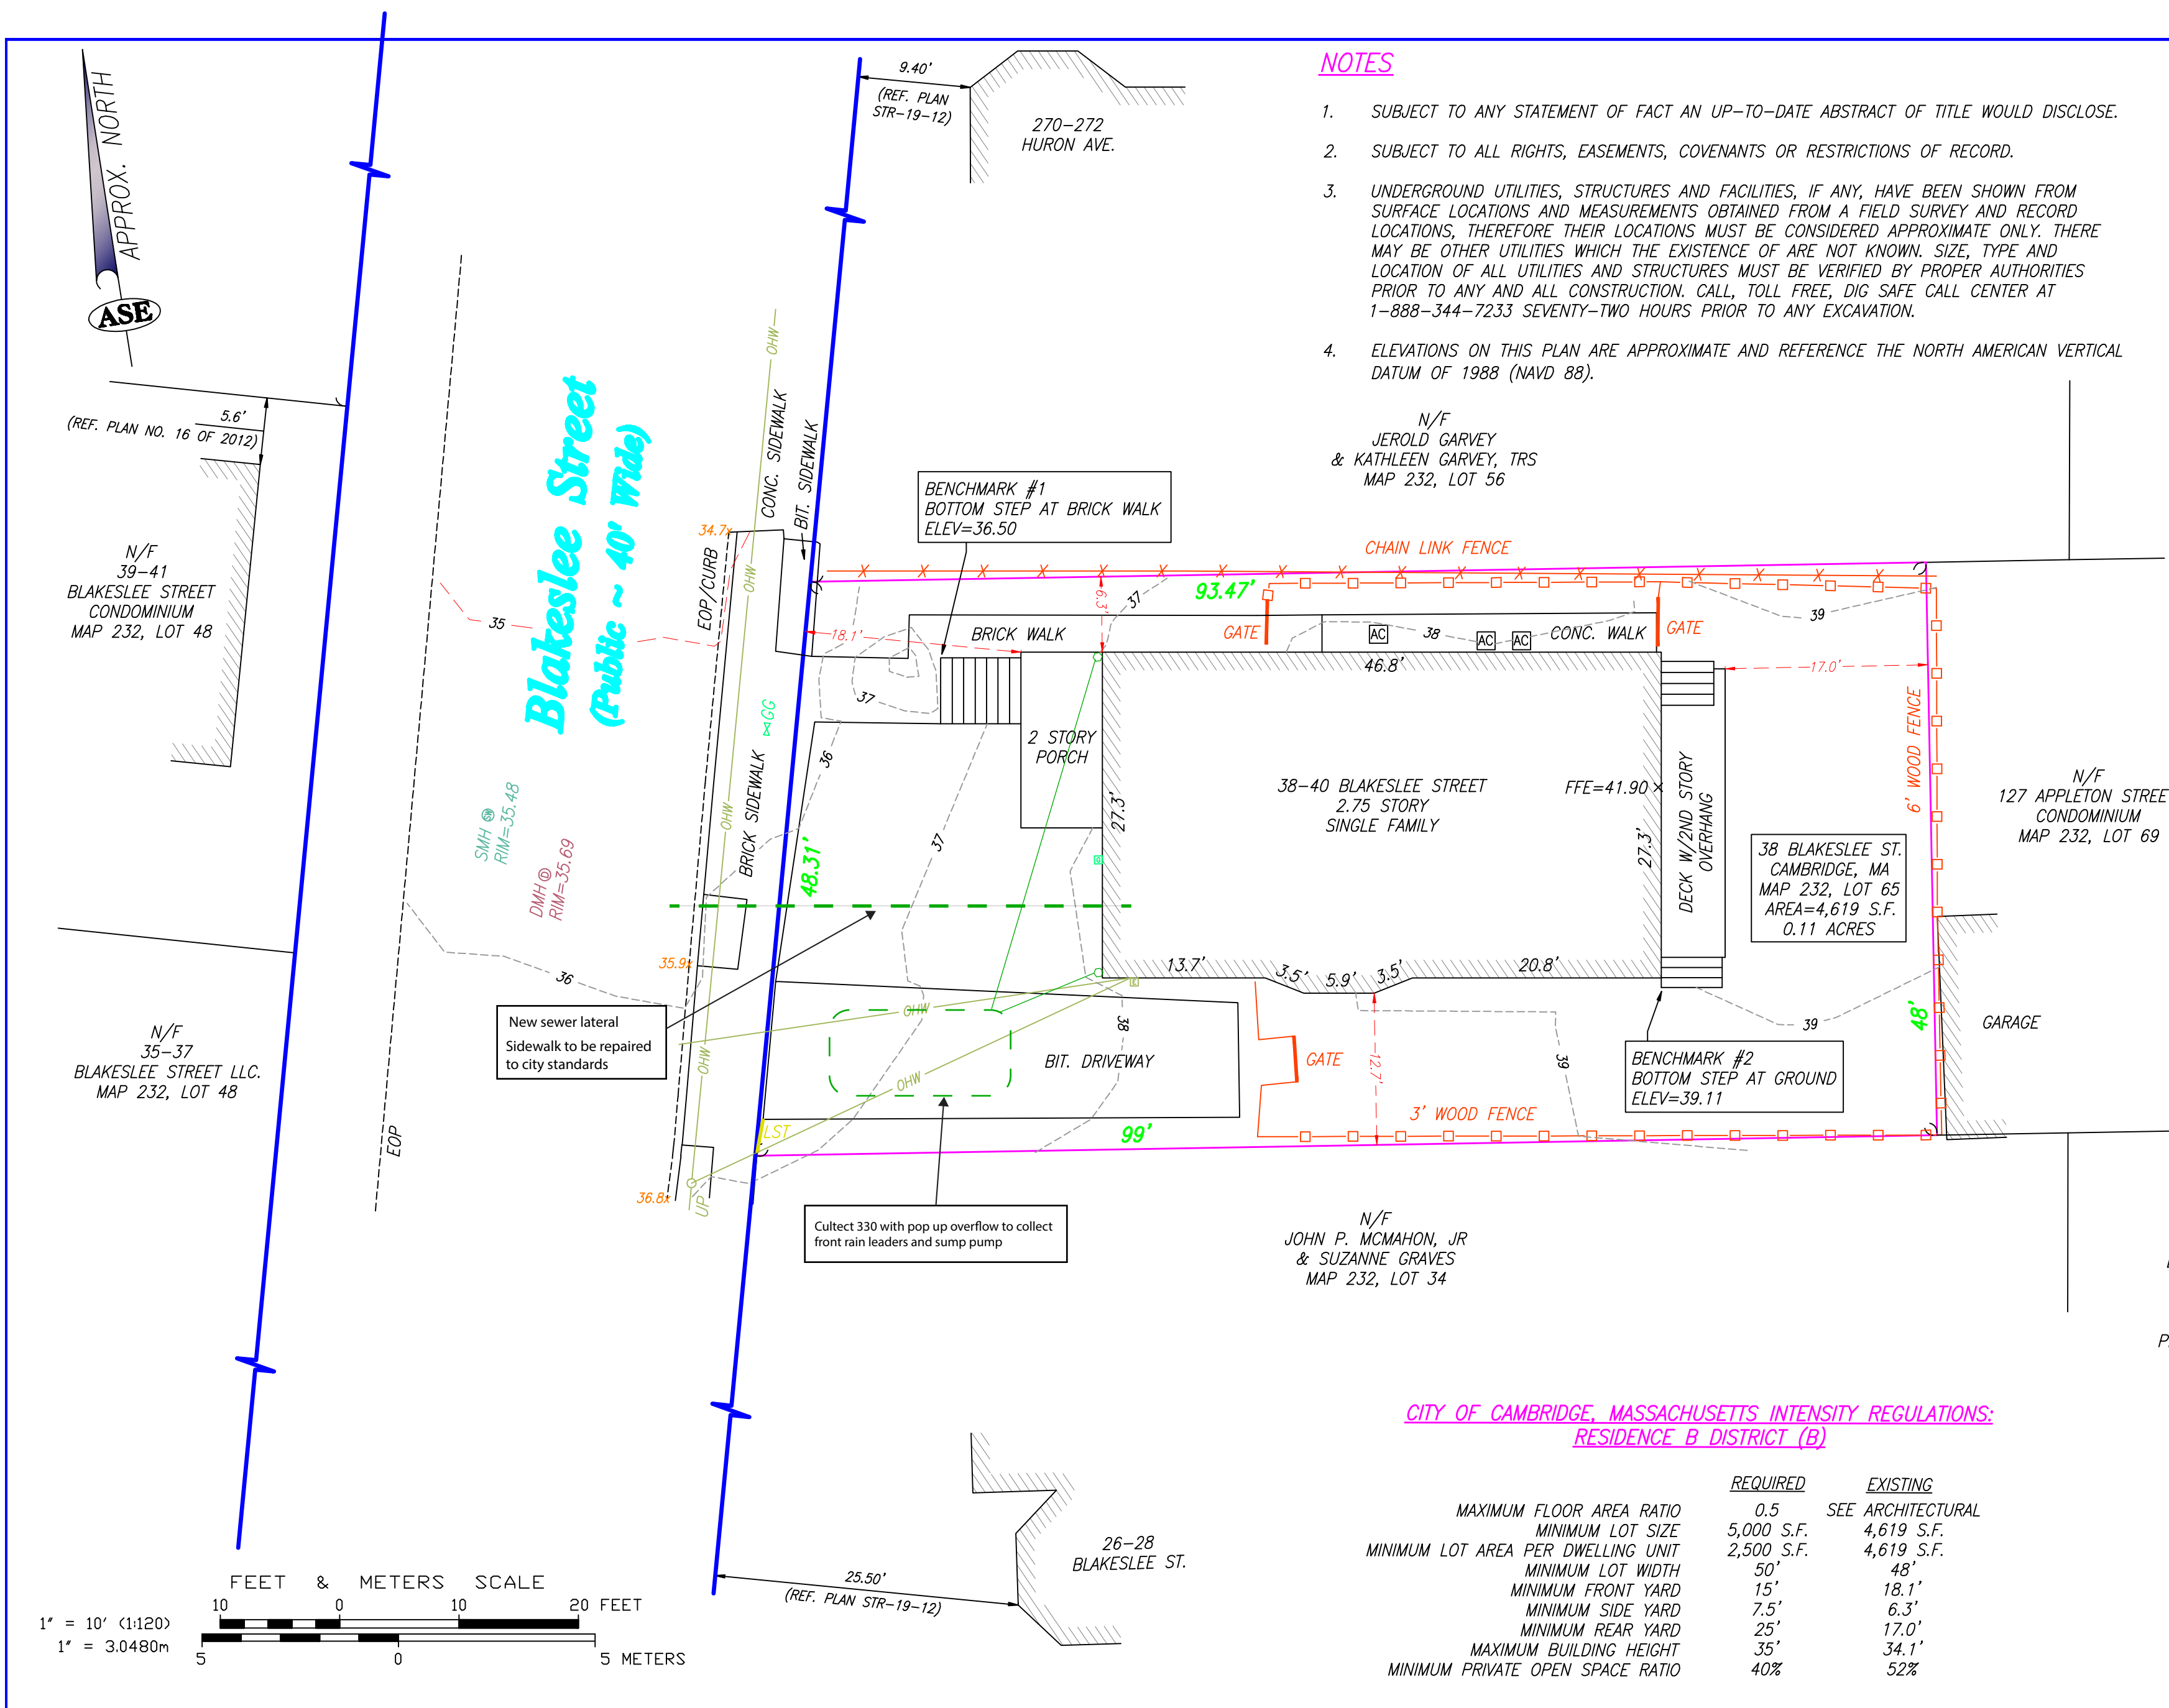 APPROX. NORTH
ASE
9.40'
(REF. PLAN
STR-19-12)
270-272
HURON AVE.
NOTES
1. SUBJECT TO ANY STATEMENT OF FACT AN UP-TO-DATE ABSTRACT OF TITLE WOULD DISCLOSE.
2. SUBJECT TO ALL RIGHTS, EASEMENTS, COVENANTS OR RESTRICTIONS OF RECORD.
3. UNDERGROUND UTILITIES, STRUCTURES AND FACILITIES, IF ANY, HAVE BEEN SHOWN FROM
SURFACE LOCATIONS AND MEASUREMENTS OBTAINED FROM A FIELD SURVEY AND RECORD
LOCATIONS, THEREFORE THEIR LOCATIONS MUST BE CONSIDERED APPROXIMATE ONLY. THERE
MAY BE OTHER UTILITIES WHICH THE EXISTENCE OF ARE NOT KNOWN. SIZE, TYPE AND
LOCATION OF ALL UTILITIES AND STRUCTURES MUST BE VERIFIED BY PROPER AUTHORITIES
PRIOR TO ANY AND ALL CONSTRUCTION. CALL, TOLL FREE, DIG SAFE CALL CENTER AT
1-888-344-7233 SEVENTY-TWO HOURS PRIOR TO ANY EXCAVATION.
4. ELEVATIONS ON THIS PLAN ARE APPROXIMATE AND REFERENCE THE NORTH AMERICAN VERTICAL
DATUM OF 1988 (NAVD 88).
5.6'
(REF. PLAN NO. 16 OF 2012)
N/F
39-41
BLAKESLEE STREET
CONDOMINIUM
MAP 232, LOT 48
Blakeslee Street
(Public ~ 40' Wide)
OHW
CONC. SIDEWALK
BIT. SIDEWALK
EOP/CURB
34.7x
35
OHW
BENCHMARK #1
BOTTOM STEP AT BRICK WALK
ELEV=36.50
N/F
JEROLD GARVEY
& KATHLEEN GARVEY, TRS
MAP 232, LOT 56
CHAIN LINK FENCE
X X X X X X X X X X X X X X X X X X
93.47'
6.3'
37
18.1'
BRICK WALK
GATE
AC
38
AC
AC
CONC. WALK
GATE
39
46.8'
17.0'
37
GG
BRICK SIDEWALK
36
2 STORY
PORCH
27.3'
38-40 BLAKESLEE STREET
2.75 STORY
SINGLE FAMILY
FFE=41.90 x
27.3'
DECK W/2ND STORY
OVERHANG
6' WOOD FENCE
N/F
127 APPLETON STREE
CONDOMINIUM
MAP 232, LOT 69
38 BLAKESLEE ST.
CAMBRIDGE, MA
MAP 232, LOT 65
AREA=4,619 S.F.
0.11 ACRES
SMH
RIM=35.48
DMH D
RIM=35.69
OHW
48.31'
37
G
35.9x
36
13.7'
3.5'
5.9'
3.5'
20.8'
E
New sewer lateral
Sidewalk to be repaired
to city standards
OHW
OHW
OHW
38
BIT. DRIVEWAY
GATE
12.7'
39
39
48'
GARAGE
BENCHMARK #2
BOTTOM STEP AT GROUND
ELEV=39.11
N/F
35-37
BLAKESLEE STREET LLC.
MAP 232, LOT 48
EOP
LST
99'
3' WOOD FENCE
36.8x
UP
Cultect 330 with pop up overflow to collect
front rain leaders and sump pump
N/F
JOHN P. MCMAHON, JR
& SUZANNE GRAVES
MAP 232, LOT 34
CITY OF CAMBRIDGE, MASSACHUSETTS INTENSITY REGULATIONS:
RESIDENCE B DISTRICT (B)
REQUIRED EXISTING
MAXIMUM FLOOR AREA RATIO 0.5 SEE ARCHITECTURAL
MINIMUM LOT SIZE 5,000 S.F. 4,619 S.F.
MINIMUM LOT AREA PER DWELLING UNIT 2,500 S.F. 4,619 S.F.
MINIMUM LOT WIDTH 50' 48'
MINIMUM FRONT YARD 15' 18.1'
MINIMUM SIDE YARD 7.5' 6.3'
MINIMUM REAR YARD 25' 17.0'
MAXIMUM BUILDING HEIGHT 35' 34.1'
MINIMUM PRIVATE OPEN SPACE RATIO 40% 52%
26-28
BLAKESLEE ST.
25.50'
(REF. PLAN STR-19-12)
FEET & METERS SCALE
10 0 10 20 FEET
1" = 10' (1:120)
1" = 3.0480m
5 0 5 METERS